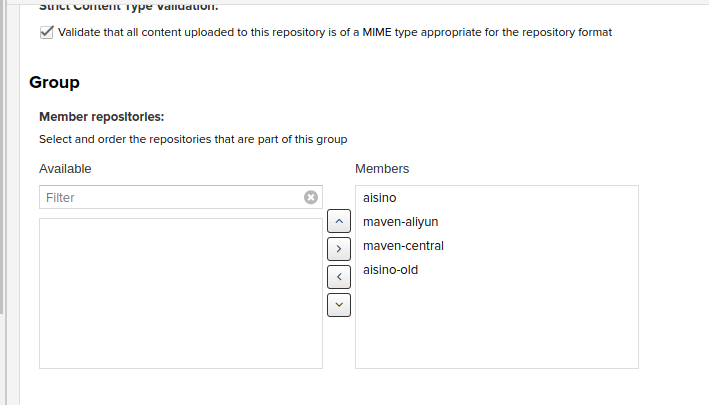 Strict Content Type Validation:
Validate that all content uploaded to this repository is of a MIME type appropriate for the repository format
Group
Member repositories:
Select and order the repositories that are part of this group
Available
Members
Filter
aisino
maven-aliyun
maven-central
aisino-old